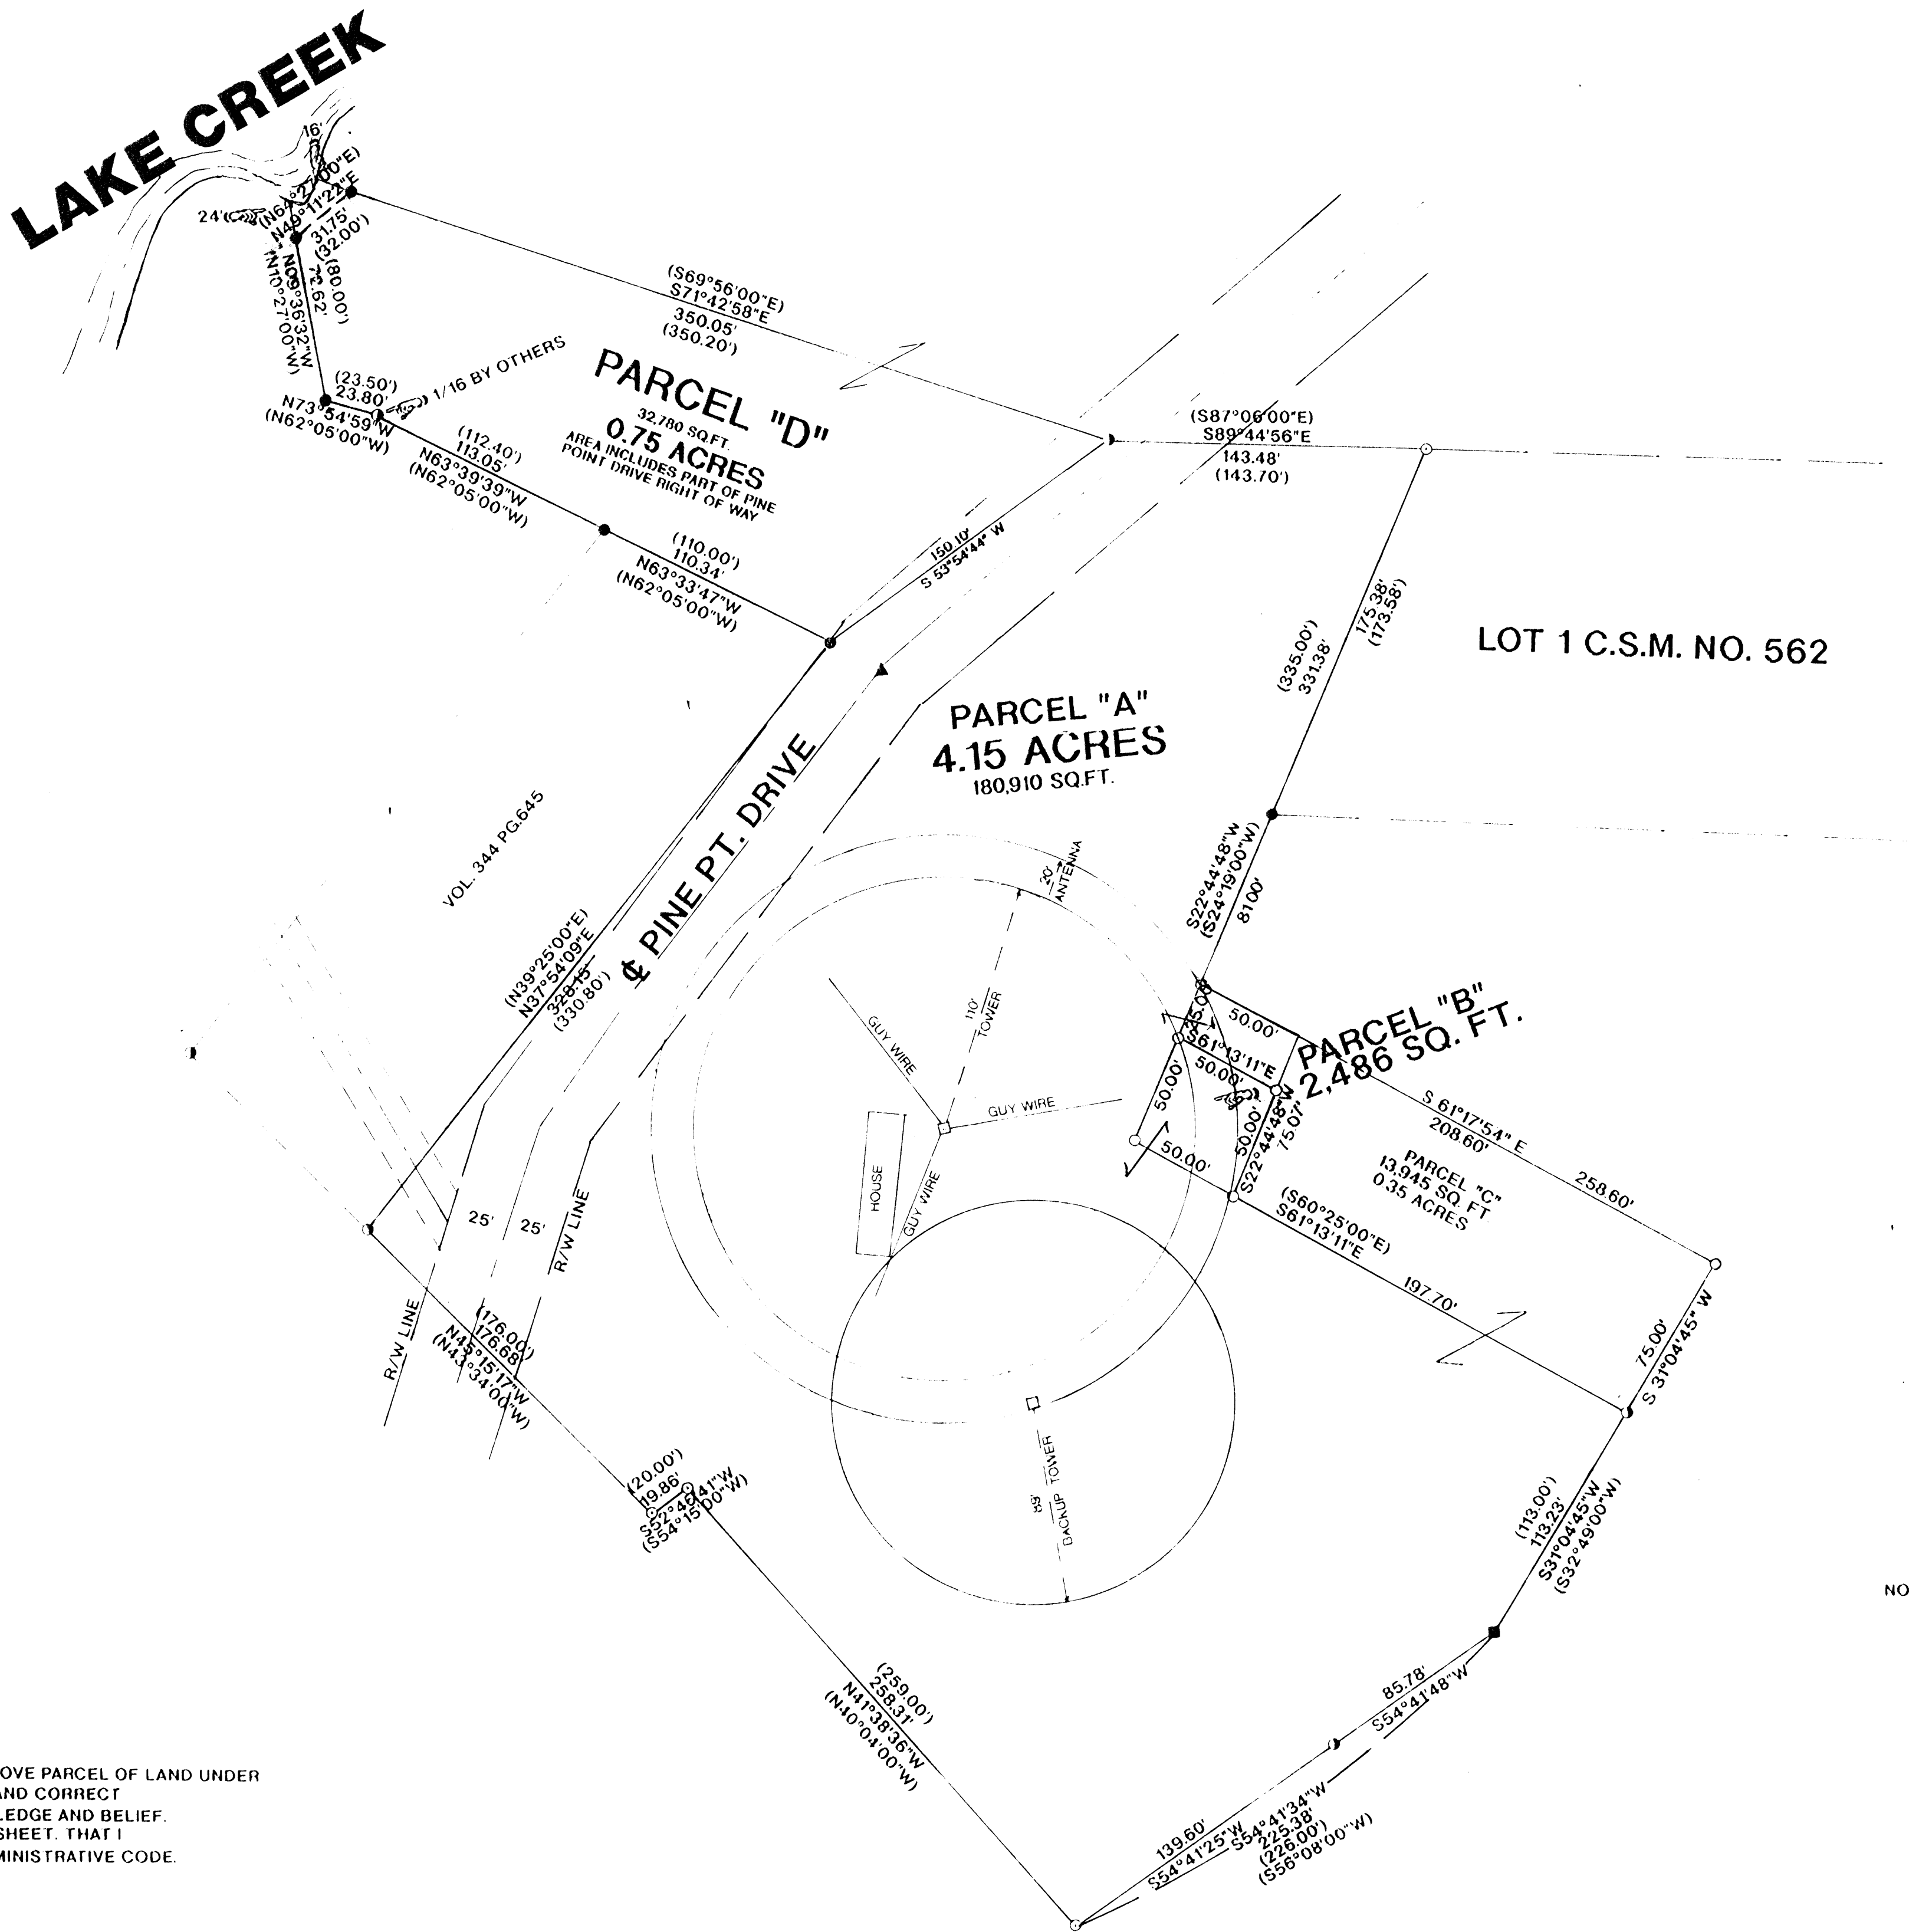 LAKE CREEK
16'
24'
(N64°27'00"E)
N49°11'22"E
31.75'
(32.00')
(80.00')
N09°36'32"W
(N10°27'00"W)
(23.50')
23.80'
N73°54'59"W
(N62°05'00"W)
1/16 BY OTHERS
(S69°56'00"E)
S71°42'58"E
350.05'
(350.20')
PARCEL "D"
32,780 SQ.FT.
0.75 ACRES
AREA INCLUDES PART OF PINE
POINT DRIVE RIGHT OF WAY
(112.40')
113.05'
N63°39'39"W
(N62°05'00"W)
(110.00')
110.34'
N63°33'47"W
(N62°05'00"W)
150.10'
S 53°54'44" W
(S87°06'00"E)
S89°44'56"E
143.48'
(143.70')
175.38'
(173.58')
(335.00')
331.38'
LOT 1 C.S.M. NO. 562
PARCEL "A"
4.15 ACRES
180,910 SQ.FT.
VOL. 344 PG.645
℄ PINE PT. DRIVE
(N39°25'00"E)
N37°54'09"E
328.15'
(330.80')
20'
ANTENNA
110'
TOWER
GUY WIRE
GUY WIRE
GUY WIRE
HOUSE
S22°44'48"W
(S24°19'00"W)
81.00'
25.08'
50.00'
S61°13'11"E
50.00'
50.00'
50.00'
50.00'
S22°44'48"W
75.07'
PARCEL "B"
2,486 SQ. FT.
S 61°17'54" E
208.60'
258.60'
PARCEL "C"
13,945 SQ. FT.
0.35 ACRES
(S60°25'00"E)
S61°13'11"E
197.70'
75.00'
S 31°04'45" W
25'
25'
R/W LINE
R/W LINE
(176.00')
176.68'
N45°15'17"W
(N43°34'00"W)
(20.00')
19.86'
(S54°15'00"W)
89'
BACKUP TOWER
(113.00')
113.23'
S31°04'45"W
(S32°49'00"W)
NO
(259.00')
258.31'
N41°38'36"W
(N40°04'00"W)
85.78'
S54°41'48"W
139.60'
S54°41'25"W
S54°41'34"W
225.38'
(226.00')
(S56°08'00"W)
OVE PARCEL OF LAND UNDER
AND CORRECT
LEDGE AND BELIEF.
SHEET. THAT I
MINISTRATIVE CODE.